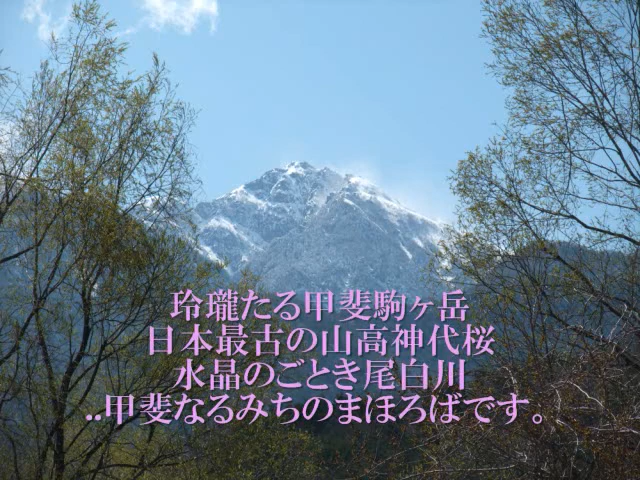 玲瓏たる甲斐駒ヶ岳
日本最古の山高神代桜
水晶のごとき尾白川
..甲斐なるみちのまほろばです。